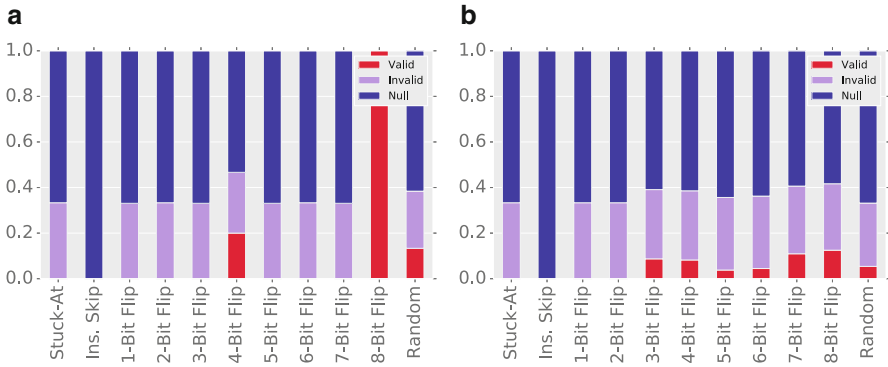 a
1.0
0.8
0.6
0.4
0.2
0.0
Valid
Invalid
Null
Stuck-At
Ins. Skip
1-Bit Flip
2-Bit Flip
3-Bit Flip
4-Bit Flip
5-Bit Flip
6-Bit Flip
7-Bit Flip
8-Bit Flip
Random
b
1.0
0.8
0.6
0.4
0.2
0.0
Valid
Invalid
Null
Stuck-At
Ins. Skip
1-Bit Flip
2-Bit Flip
3-Bit Flip
4-Bit Flip
5-Bit Flip
6-Bit Flip
7-Bit Flip
8-Bit Flip
Random